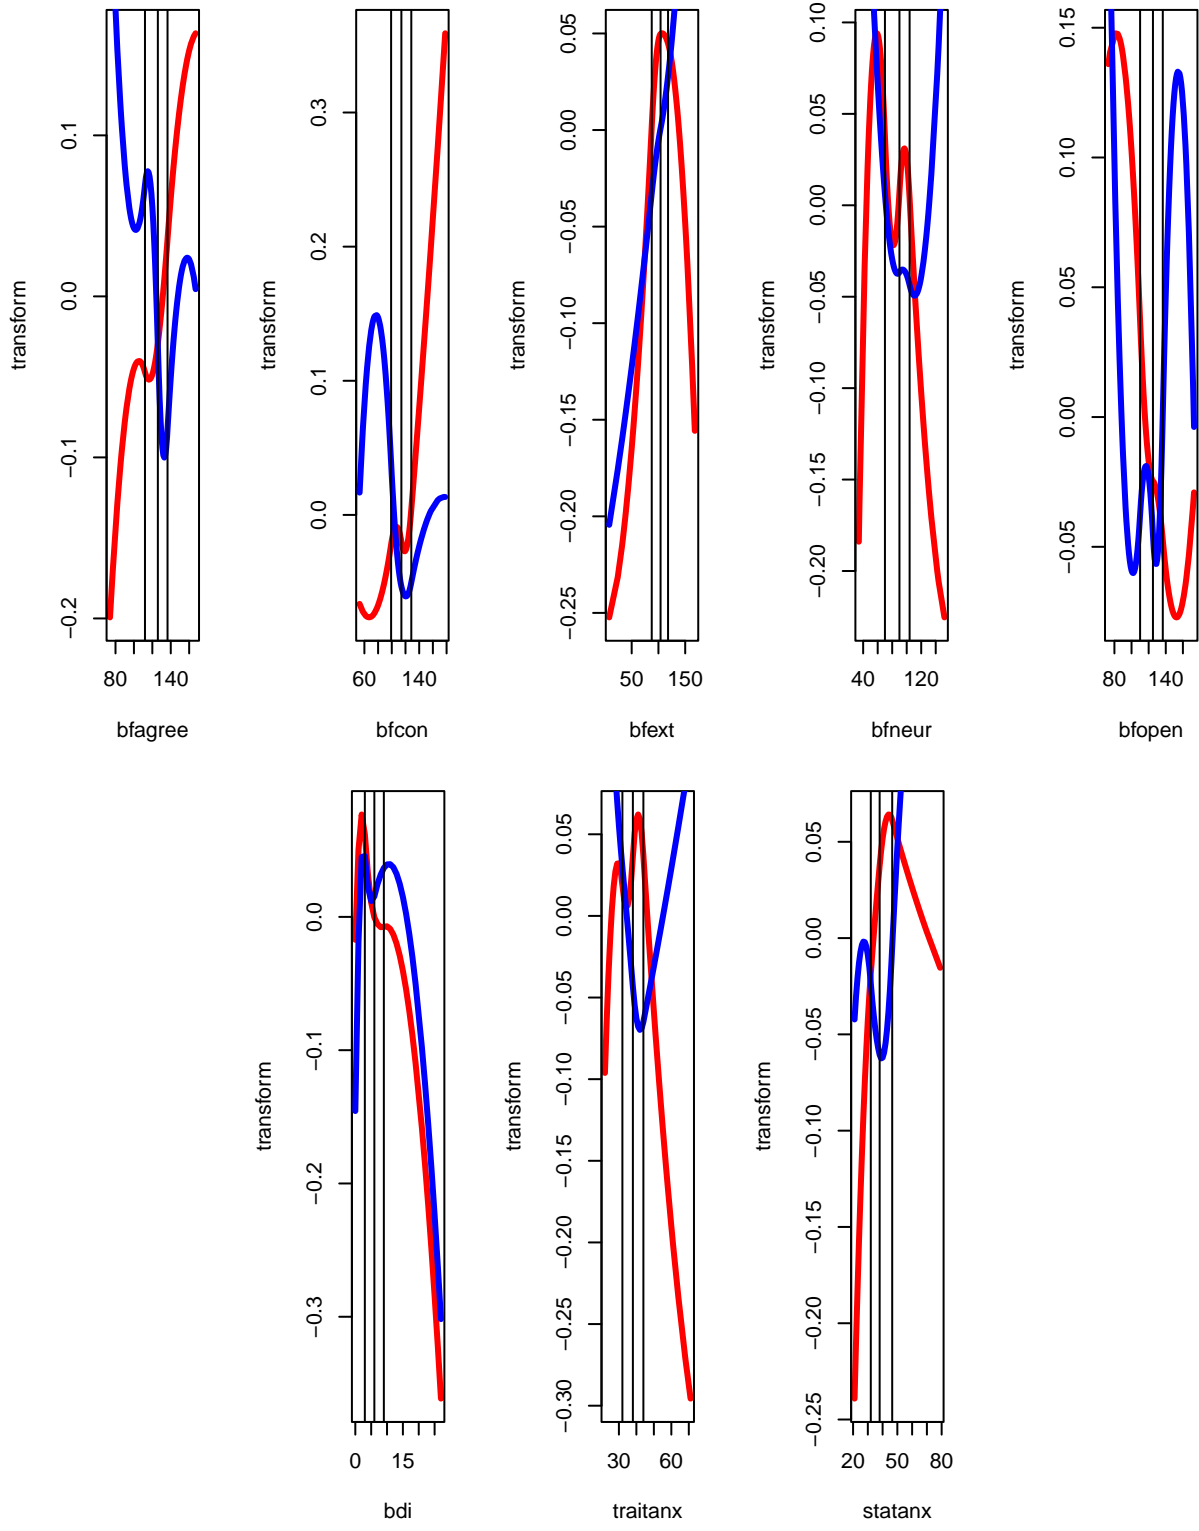 transform
−0.2 −0.1 0.0 0.1
80 140
bfagree
transform
0.0 0.1 0.2 0.3
60 140
bfcon
transform
−0.25 −0.20 −0.15 −0.10 −0.05 0.00 0.05
50 150
bfext
transform
−0.20 −0.15 −0.10 −0.05 0.00 0.05 0.10
40 120
bfneur
transform
−0.05 0.00 0.05 0.10 0.15
80 140
bfopen
transform
−0.3 −0.2 −0.1 0.0
0 15
bdi
transform
−0.30 −0.25 −0.20 −0.15 −0.10 −0.05 0.00 0.05
30 60
traitanx
transform
−0.25 −0.20 −0.15 −0.10 −0.05 0.00 0.05
20 50 80
statanx